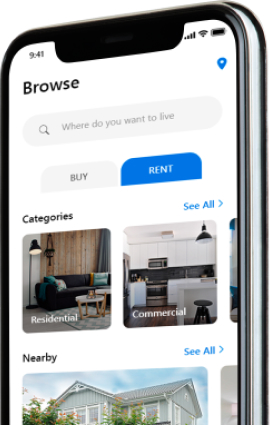 9:41
Browse
Where do you want to live
BUY
RENT
Categories
See All
Residential
Commercial
Nearby
See All